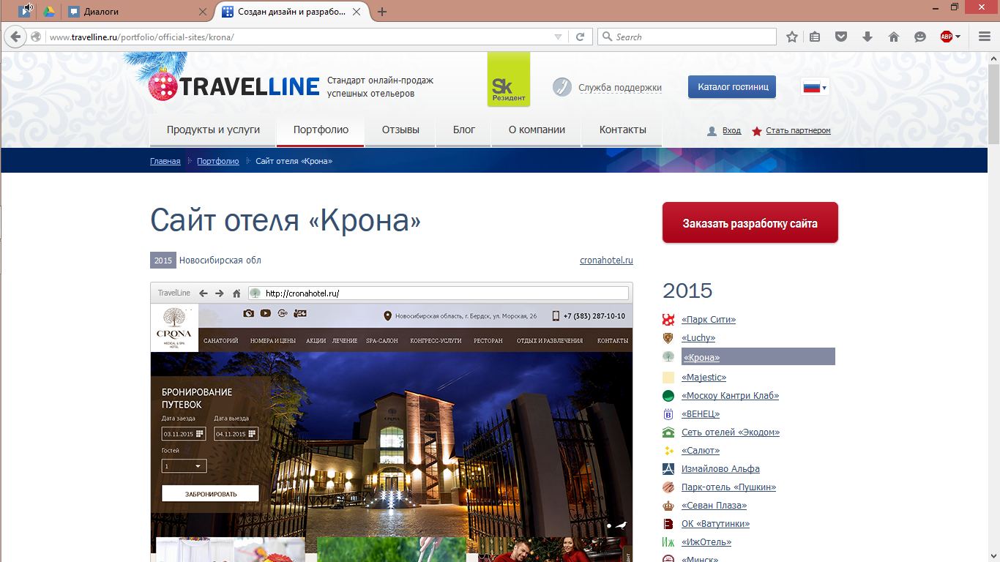 Диалоги
Создан дизайн и разрабо...
www.travelline.ru/portfolio/official-sites/krona/
Search
ABP
TRAVELLINE
Стандарт онлайн-продаж
успешных отельеров
Sk
Резидент
Служба поддержки
Каталог гостиниц
Продукты и услуги
Портфолио
Отзывы
Блог
О компании
Контакты
Вход
Стать партнером
Главная
Портфолио
Сайт отеля «Крона»
Сайт отеля «Крона»
Заказать разработку сайта
2015 Новосибирская обл
cronahotel.ru
TravelLine
http://cronahotel.ru/
CRONA
MEDICAL & SPA
HOTEL
Новосибирская область, г. Бердск, ул. Морская, 26
+7 (383) 287-10-10
САНАТОРИЙ
НОМЕРА И ЦЕНЫ
АКЦИИ
ЛЕЧЕНИЕ
SPA-САЛОН
КОНГРЕСС-УСЛУГИ
РЕСТОРАН
ОТДЫХ И РАЗВЛЕЧЕНИЯ
КОНТАКТЫ
БРОНИРОВАНИЕ
ПУТЕВОК
Дата заезда
Дата выезда
03.11.2015
04.11.2015
Гостей
1
ЗАБРОНИРОВАТЬ
CRONA
2015
«Парк Сити»
«Luchy»
«Крона»
«Majestic»
«Москоу Кантри Клаб»
«ВЕНЕЦ»
Сеть отелей «Экодом»
«Салют»
Измайлово Альфа
Парк-отель «Пушкин»
«Севан Плаза»
ОК «Ватутинки»
Иж «ИжОтель»
«Минск»